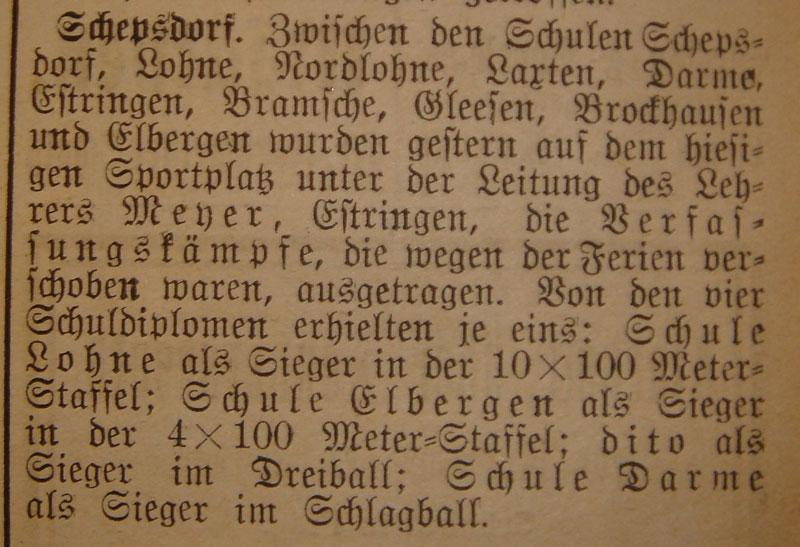 Schepsdorf. Zwischen den Schulen Scheps-
dorf, Lohne, Nordlohne, Laxten, Darme,
Estringen, Bramsche, Gleesen, Brockhausen
und Elbergen wurden gestern auf dem hiesi-
gen Sportplatz unter der Leitung des Leh-
rers Meyer, Estringen, die Verfas-
sungskämpfe, die wegen der Ferien ver-
schoben waren, ausgetragen. Von den vier
Schuldiplomen erhielten je eins: Schule
Lohne als Sieger in der 10×100 Meter-
Staffel; Schule Elbergen als Sieger
in der 4×100 Meter-Staffel; dito als
Sieger im Dreiball; Schule Darme
als Sieger im Schlagball.